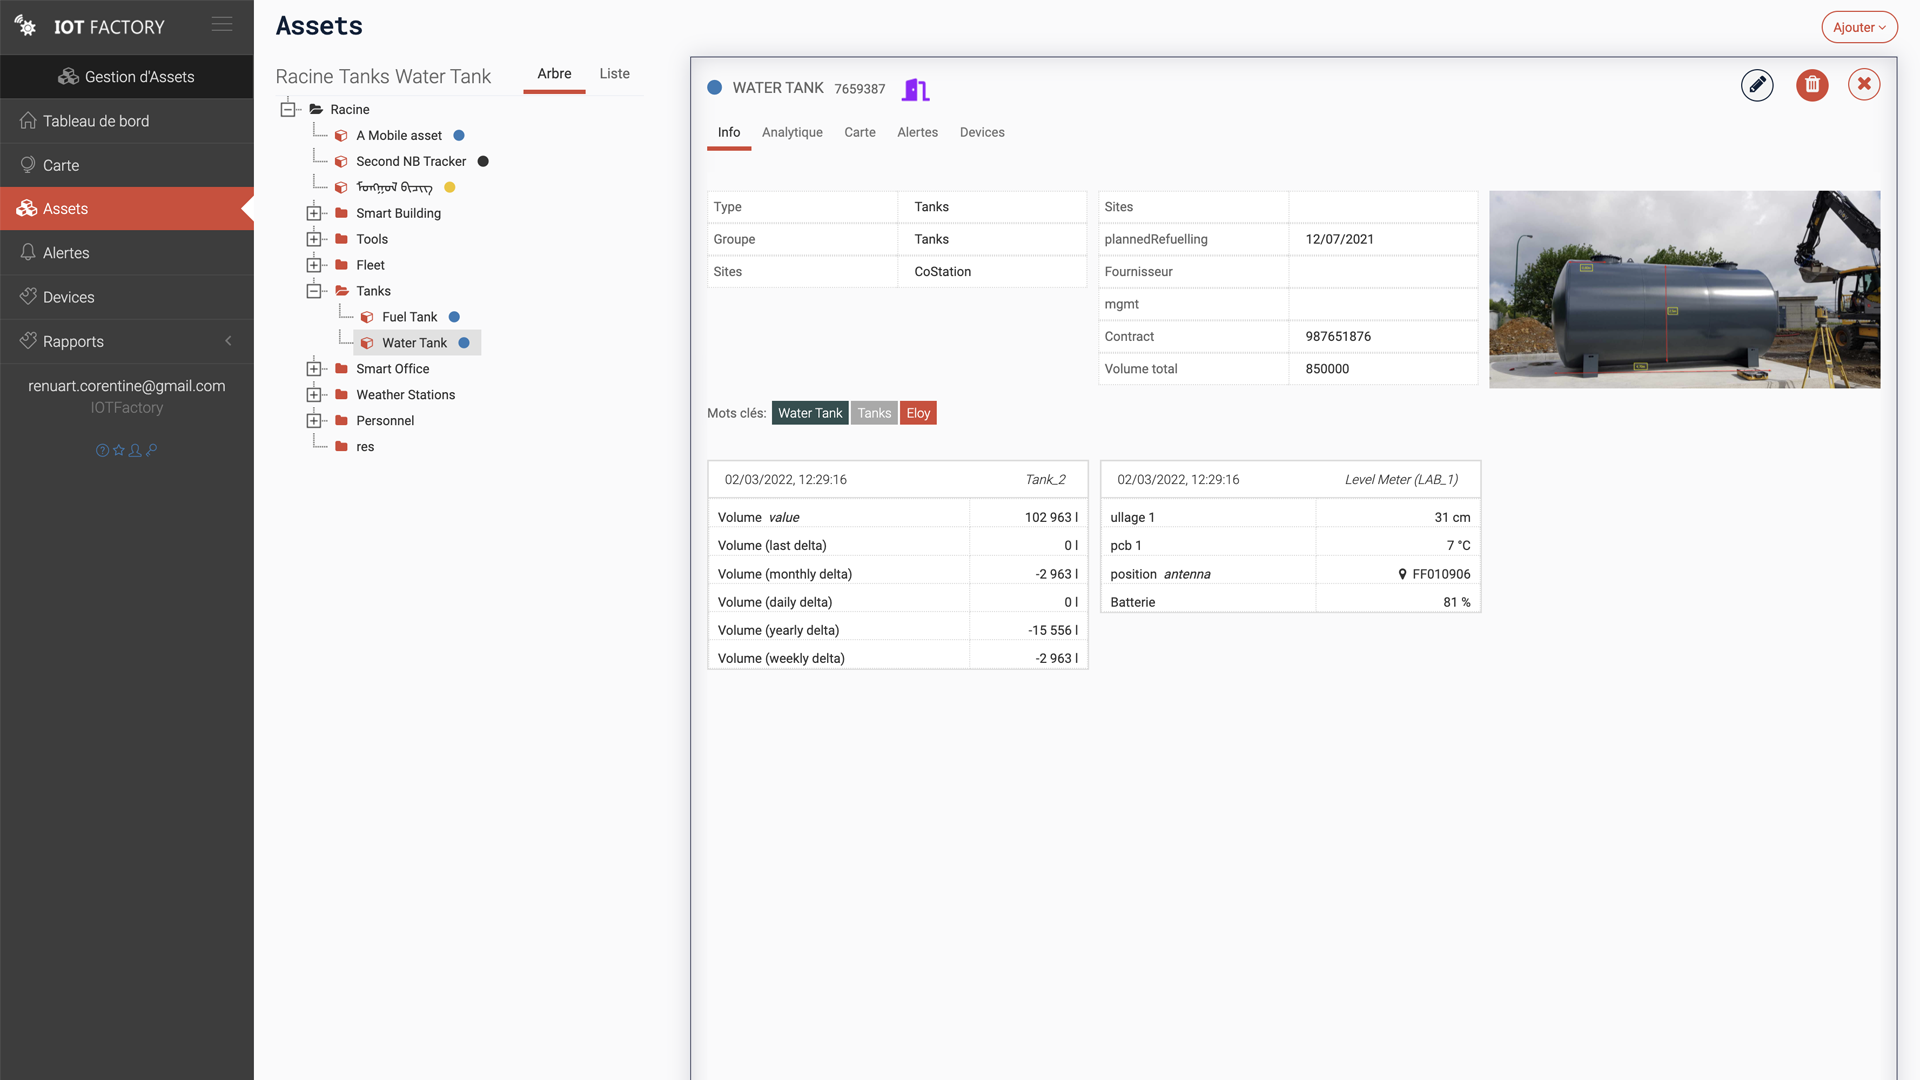 IOT FACTORY
Gestion d'Assets
Tableau de bord
Carte
Assets
Alertes
Devices
Rapports
renuart.corentine@gmail.com
IOTFactory
Assets
Ajouter
Racine Tanks Water Tank
Arbre
Liste
Racine
A Mobile asset
Second NB Tracker
Smart Building
Tools
Fleet
Tanks
Fuel Tank
Water Tank
Smart Office
Weather Stations
Personnel
res
WATER TANK 7659387
Info Analytique Carte Alertes Devices
Type Tanks
Groupe Tanks
Sites CoStation
Sites
plannedRefuelling 12/07/2021
Fournisseur
mgmt
Contract 987651876
Volume total 850000
Mots clés: Water Tank Tanks Eloy
02/03/2022, 12:29:16 Tank_2
Volume value 102 963 l
Volume (last delta) 0 l
Volume (monthly delta) -2 963 l
Volume (daily delta) 0 l
Volume (yearly delta) -15 556 l
Volume (weekly delta) -2 963 l
02/03/2022, 12:29:16 Level Meter (LAB_1)
ullage 1 31 cm
pcb 1 7 °C
position antenna FF010906
Batterie 81 %